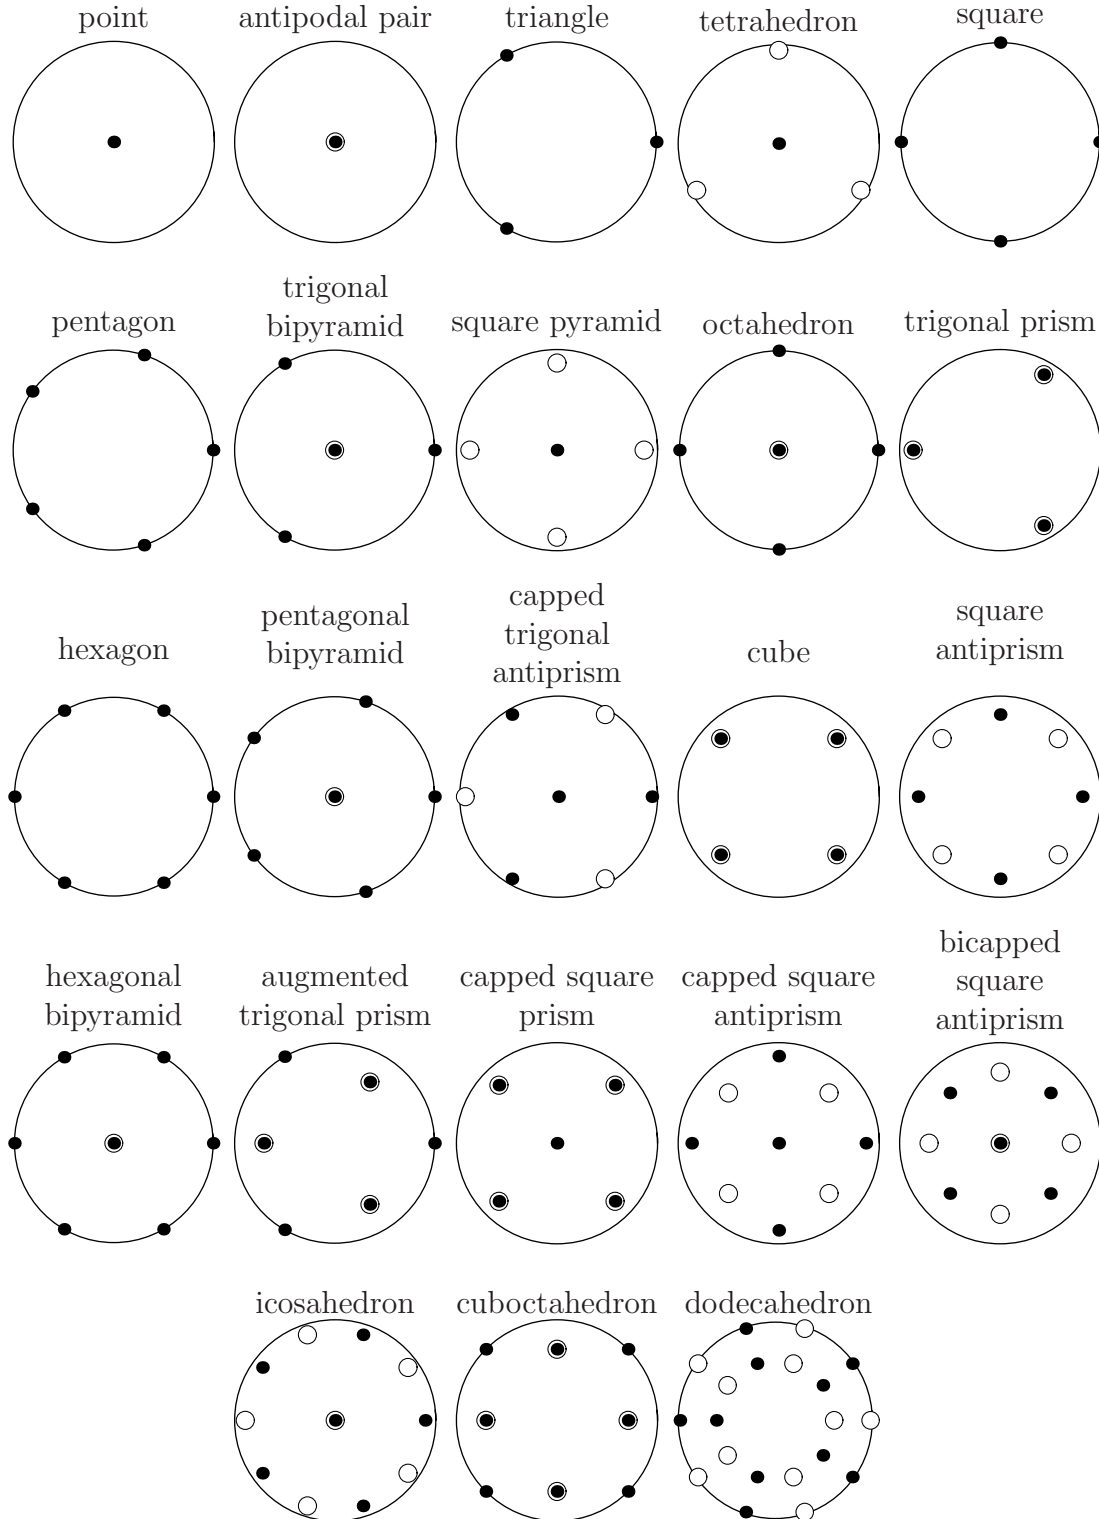 point
antipodal pair
triangle
tetrahedron
square
pentagon
trigonal
bipyramid
square pyramid
octahedron
trigonal prism
hexagon
pentagonal
bipyramid
capped
trigonal
antiprism
cube
square
antiprism
hexagonal
bipyramid
augmented
trigonal prism
capped square
prism
capped square
antiprism
bicapped
square
antiprism
icosahedron
cuboctahedron
dodecahedron